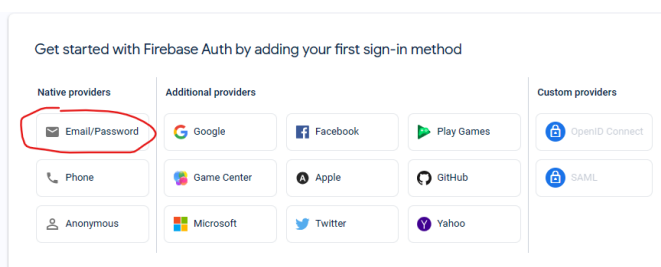 Get started with Firebase Auth by adding your first sign-in method
Native providers
Additional providers
Custom providers
Email/Password
Google
Facebook
Play Games
OpenID Connect
Phone
Game Center
Apple
GitHub
SAML
Anonymous
Microsoft
Twitter
Yahoo